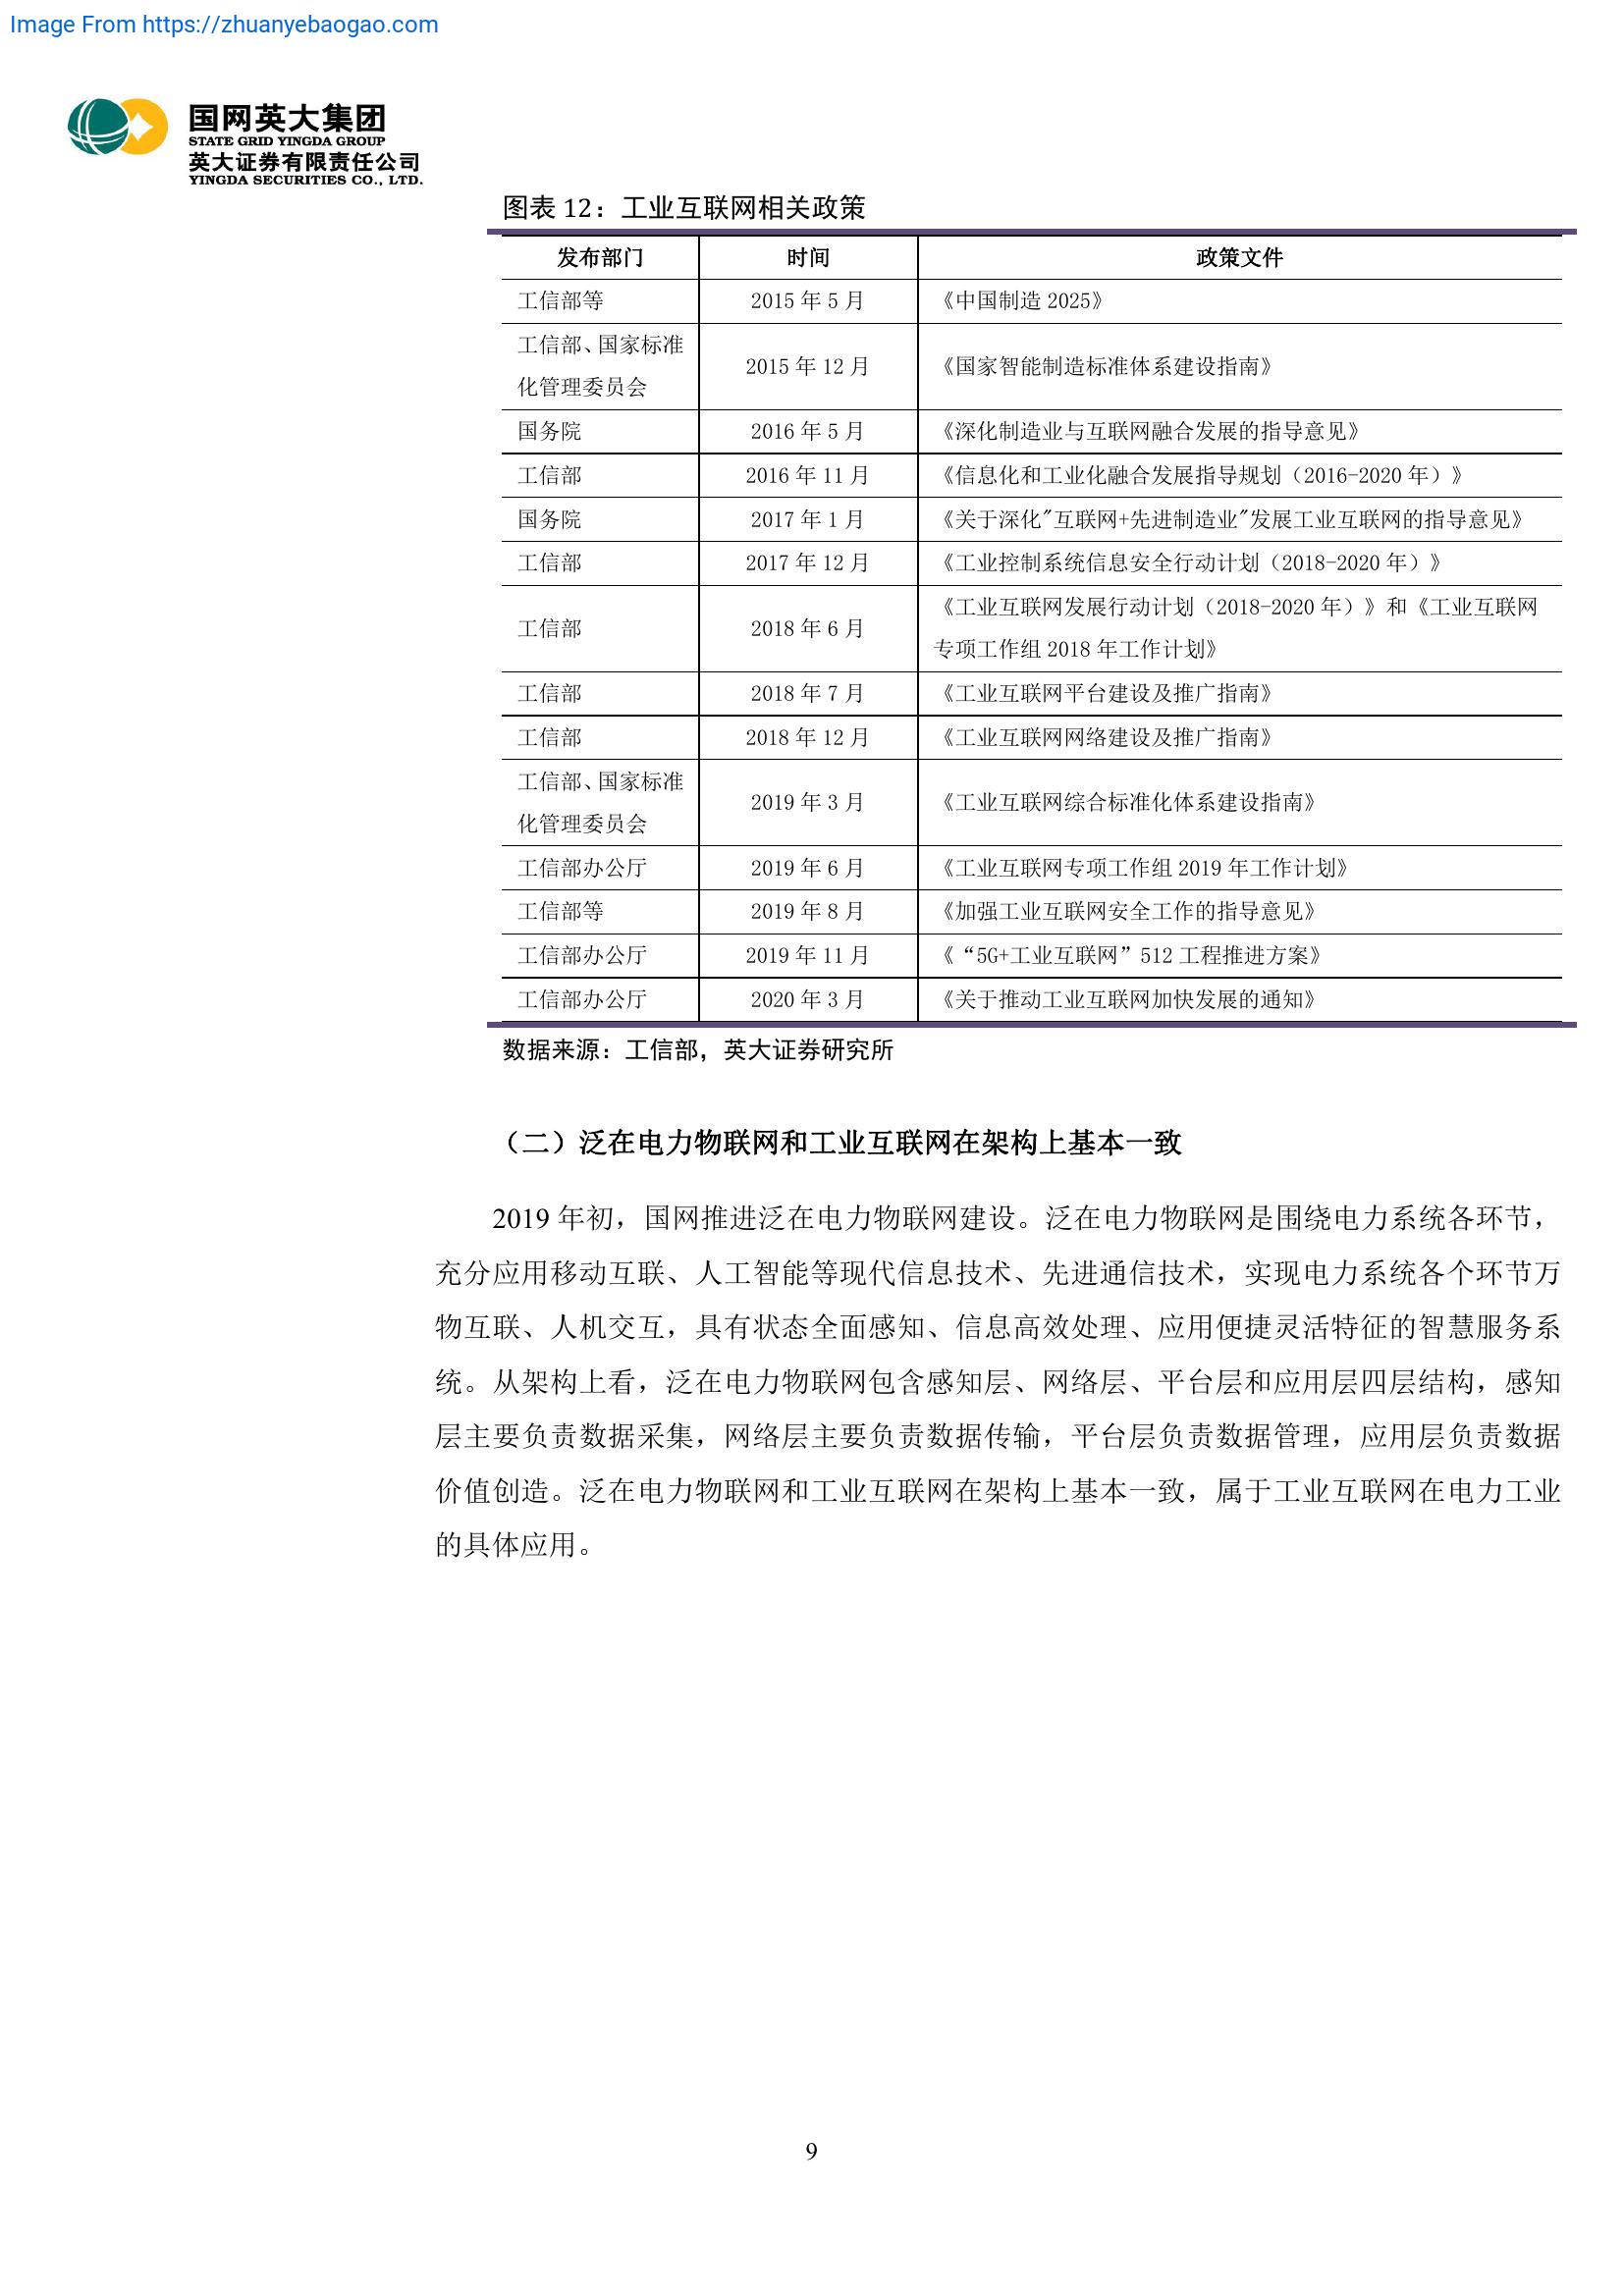 Image From https://zhuanyebaogao.com
国网英大集团
STATE GRID YINGDA GROUP
英大证券有限责任公司
YINGDA SECURITIES CO., LTD.
图表 12：工业互联网相关政策
发布部门 时间 政策文件
工信部等 2015 年 5 月 《中国制造 2025》
工信部、国家标准
化管理委员会 2015 年 12 月 《国家智能制造标准体系建设指南》
国务院 2016 年 5 月 《深化制造业与互联网融合发展的指导意见》
工信部 2016 年 11 月 《信息化和工业化融合发展指导规划（2016-2020 年）》
国务院 2017 年 1 月 《关于深化"互联网+先进制造业"发展工业互联网的指导意见》
工信部 2017 年 12 月 《工业控制系统信息安全行动计划（2018-2020 年）》
工信部 2018 年 6 月 《工业互联网发展行动计划（2018-2020 年）》和《工业互联网
专项工作组 2018 年工作计划》
工信部 2018 年 7 月 《工业互联网平台建设及推广指南》
工信部 2018 年 12 月 《工业互联网网络建设及推广指南》
工信部、国家标准
化管理委员会 2019 年 3 月 《工业互联网综合标准化体系建设指南》
工信部办公厅 2019 年 6 月 《工业互联网专项工作组 2019 年工作计划》
工信部等 2019 年 8 月 《加强工业互联网安全工作的指导意见》
工信部办公厅 2019 年 11 月 《“5G+工业互联网”512 工程推进方案》
工信部办公厅 2020 年 3 月 《关于推动工业互联网加快发展的通知》
数据来源：工信部，英大证券研究所
（二）泛在电力物联网和工业互联网在架构上基本一致
2019 年初，国网推进泛在电力物联网建设。泛在电力物联网是围绕电力系统各环节，
充分应用移动互联、人工智能等现代信息技术、先进通信技术，实现电力系统各个环节万
物互联、人机交互，具有状态全面感知、信息高效处理、应用便捷灵活特征的智慧服务系
统。从架构上看，泛在电力物联网包含感知层、网络层、平台层和应用层四层结构，感知
层主要负责数据采集，网络层主要负责数据传输，平台层负责数据管理，应用层负责数据
价值创造。泛在电力物联网和工业互联网在架构上基本一致，属于工业互联网在电力工业
的具体应用。
9